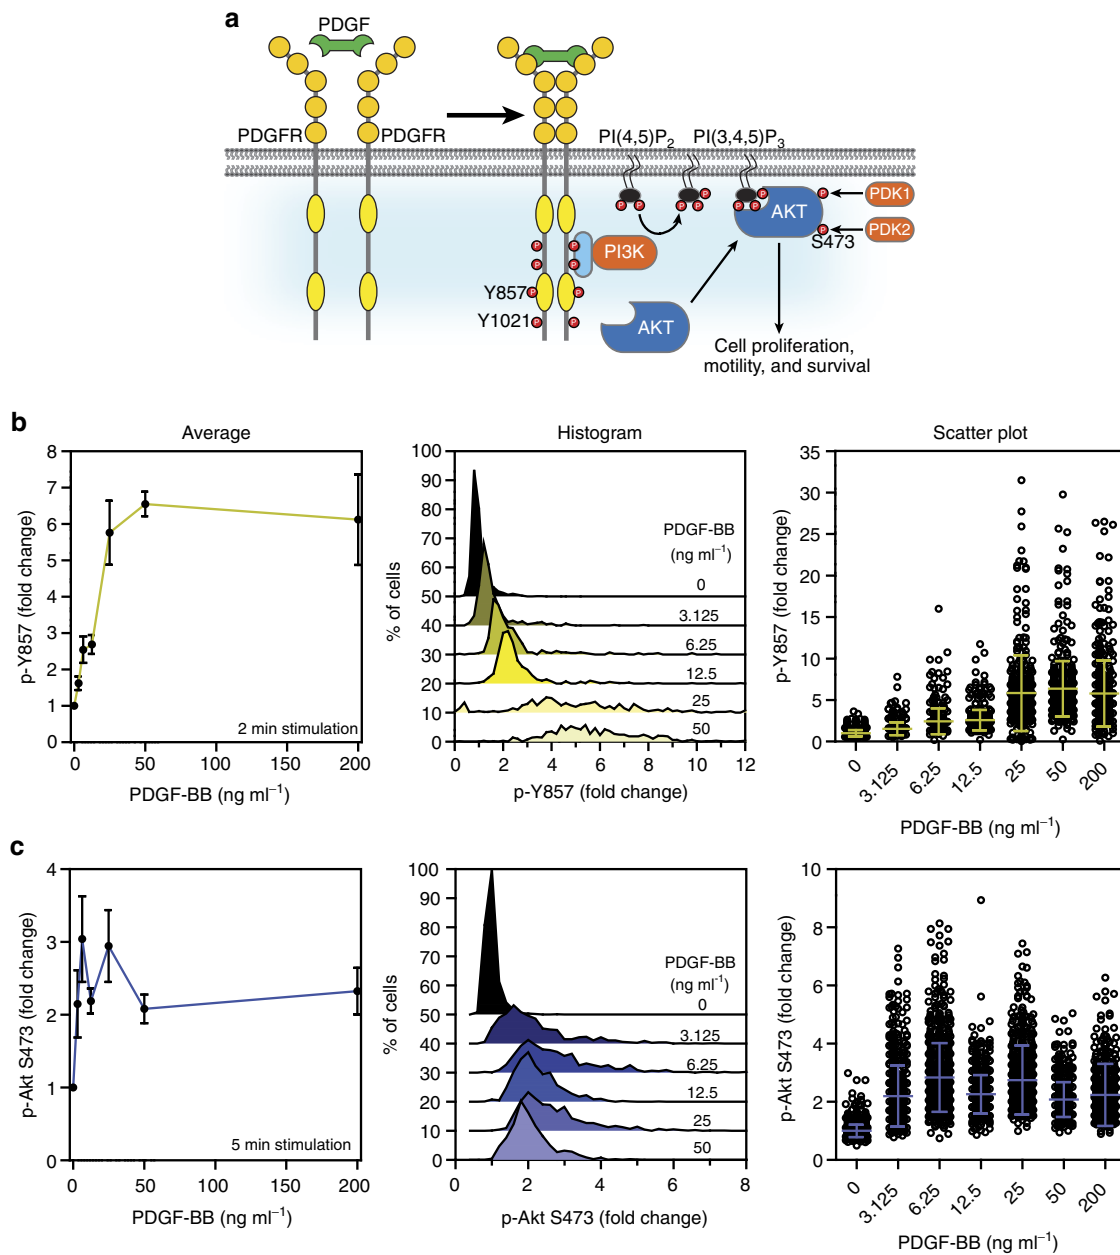 a
PDGF
PDGFR
PDGFR
PI(4,5)P2
PI(3,4,5)P3
P P
P P P
P P P
P
P
AKT
PDK1
PDK2
S473
P P
P P
PI3K
Y857 P P
Y1021 P P
AKT
Cell proliferation,
motility, and survival
b
Average
8
7
6
5
4
3
2
1
0
p-Y857 (fold change)
2 min stimulation
0 50 100 150 200
PDGF-BB (ng ml−1)
Histogram
100
90
80
70
60
50
40
30
20
10
0
% of cells
PDGF-BB
(ng ml−1)
0
3.125
6.25
12.5
25
50
0 2 4 6 8 10 12
p-Y857 (fold change)
Scatter plot
35
30
25
20
15
10
5
0
p-Y857 (fold change)
0 3.125 6.25 12.5 25 50 200
PDGF-BB (ng ml−1)
c
4
3
2
1
0
p-Akt S473 (fold change)
5 min stimulation
0 50 100 150 200
PDGF-BB (ng ml−1)
100
90
80
70
60
50
40
30
20
10
0
% of cells
PDGF-BB
(ng ml-1)
0
3.125
6.25
12.5
25
50
0 2 4 6 8
p-Akt S473 (fold change)
10
8
6
4
2
0
p-Akt S473 (fold change)
0 3.125 6.25 12.5 25 50 200
PDGF-BB (ng ml−1)